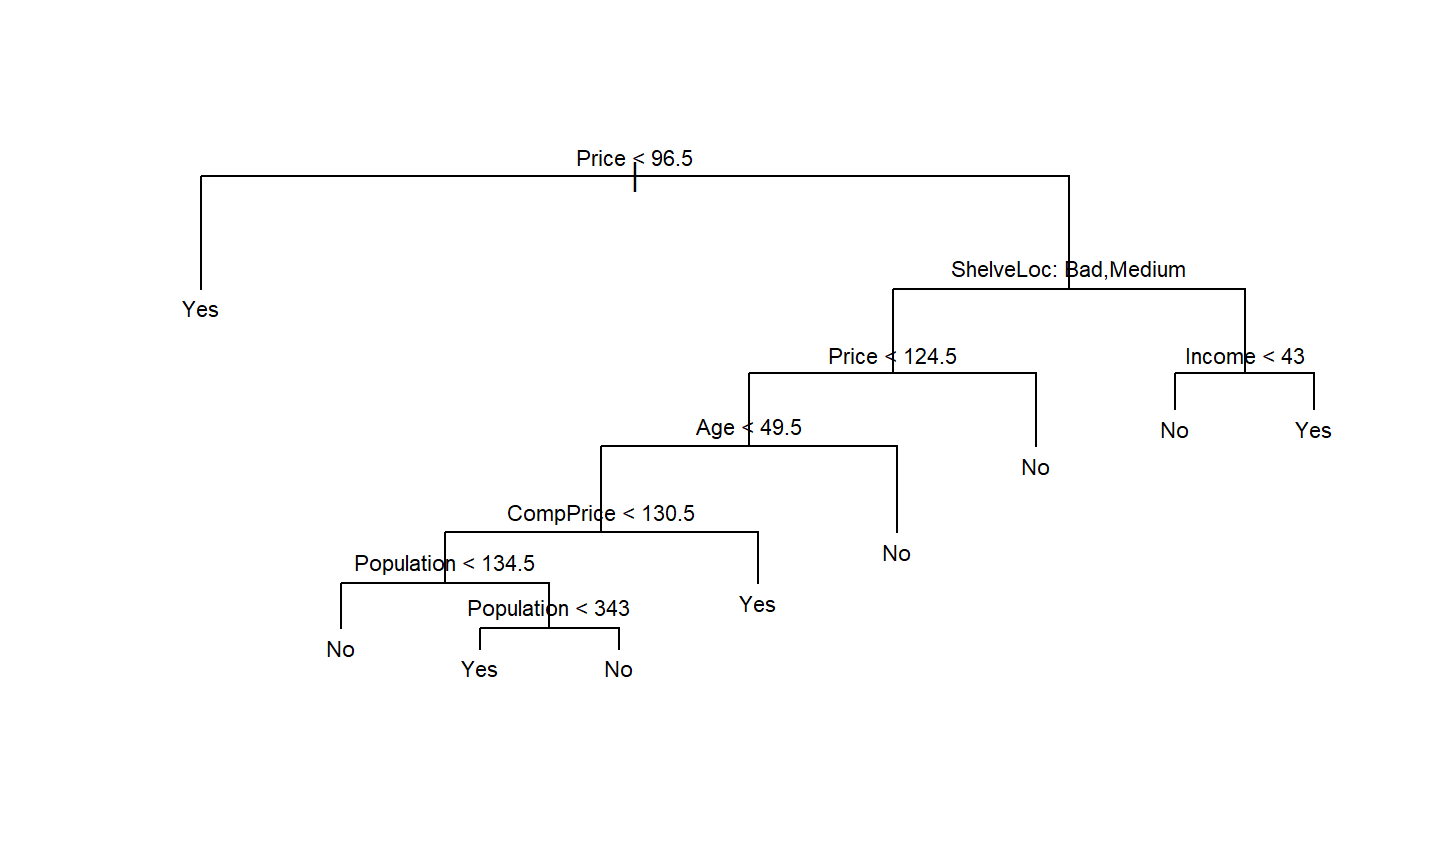 Price < 96.5
ShelveLoc: Bad,Medium
Yes
Price < 124.5
Income < 43
Age < 49.5
No
Yes
No
CompPrice < 130.5
No
Population < 134.5
Population < 343
Yes
No
Yes
No